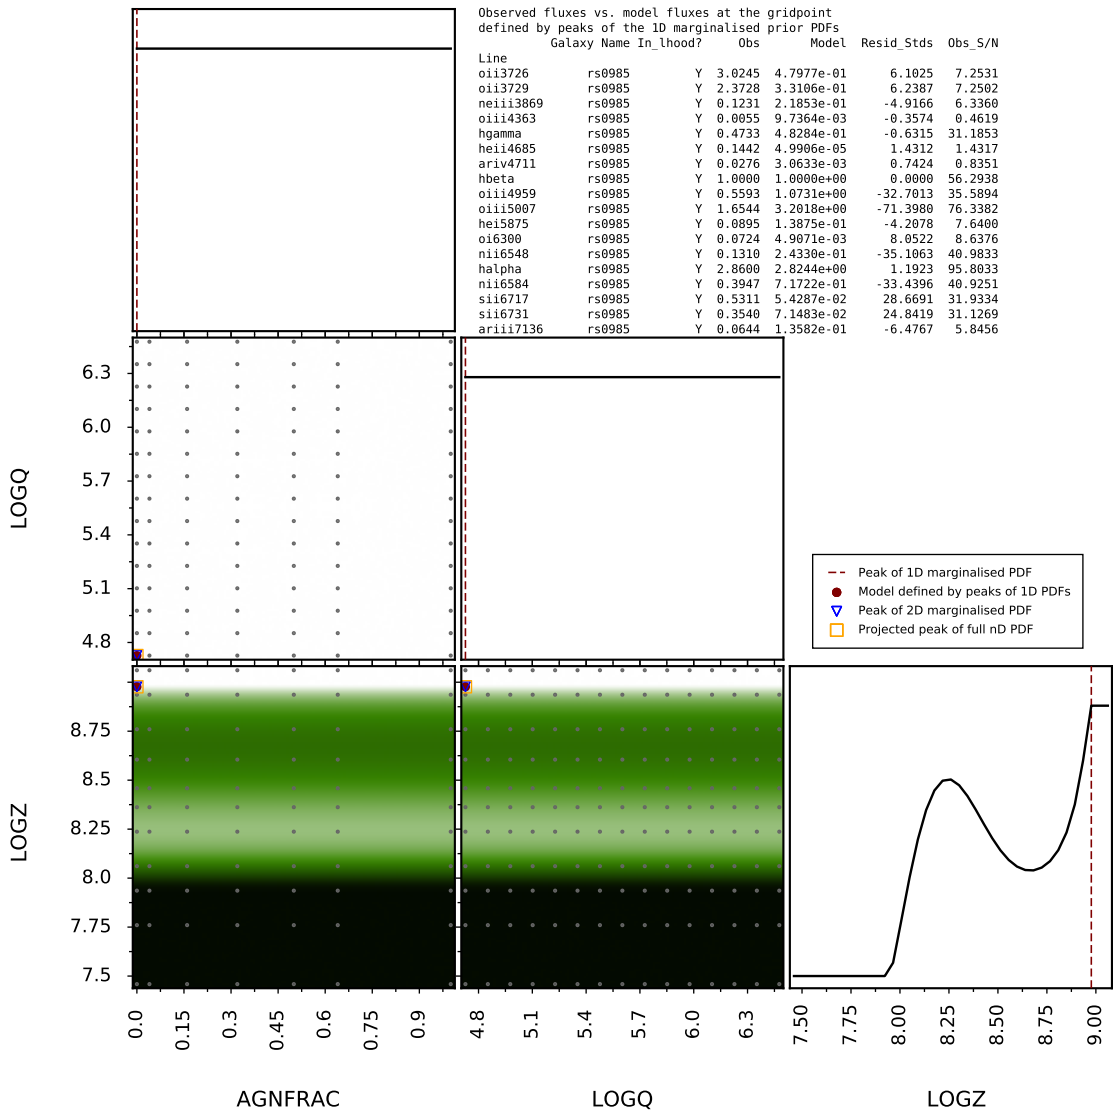 Observed fluxes vs. model fluxes at the gridpoint
defined by peaks of the 1D marginalised prior PDFs
Galaxy Name In_lhood? Obs Model Resid_Stds Obs_S/N
Line
oii3726 rs0985 Y 3.0245 4.7977e-01 6.1025 7.2531
oii3729 rs0985 Y 2.3728 3.3106e-01 6.2387 7.2502
neiii3869 rs0985 Y 0.1231 2.1853e-01 -4.9166 6.3360
oiii4363 rs0985 Y 0.0055 9.7364e-03 -0.3574 0.4619
hgamma rs0985 Y 0.4733 4.8284e-01 -0.6315 31.1853
heii4685 rs0985 Y 0.1442 4.9906e-05 1.4312 1.4317
ariv4711 rs0985 Y 0.0276 3.0633e-03 0.7424 0.8351
hbeta rs0985 Y 1.0000 1.0000e+00 0.0000 56.2938
oiii4959 rs0985 Y 0.5593 1.0731e+00 -32.7013 35.5894
oiii5007 rs0985 Y 1.6544 3.2018e+00 -71.3980 76.3382
hei5875 rs0985 Y 0.0895 1.3875e-01 -4.2078 7.6400
oi6300 rs0985 Y 0.0724 4.9071e-03 8.0522 8.6376
nii6548 rs0985 Y 0.1310 2.4330e-01 -35.1063 40.9833
halpha rs0985 Y 2.8600 2.8244e+00 1.1923 95.8033
nii6584 rs0985 Y 0.3947 7.1722e-01 -33.4396 40.9251
sii6717 rs0985 Y 0.5311 5.4287e-02 28.6691 31.9334
sii6731 rs0985 Y 0.3540 7.1483e-02 24.8419 31.1269
ariii7136 rs0985 Y 0.0644 1.3582e-01 -6.4767 5.8456
6.3
6.0
5.7
5.4
5.1
4.8
LOGQ
Peak of 1D marginalised PDF
Model defined by peaks of 1D PDFs
Peak of 2D marginalised PDF
Projected peak of full nD PDF
8.75
8.5
8.25
8.0
7.75
7.5
LOGZ
0.0 0.15 0.3 0.45 0.6 0.75 0.9
4.8 5.1 5.4 5.7 6.0 6.3
7.50 7.75 8.00 8.25 8.50 8.75 9.00
AGNFRAC LOGQ LOGZ